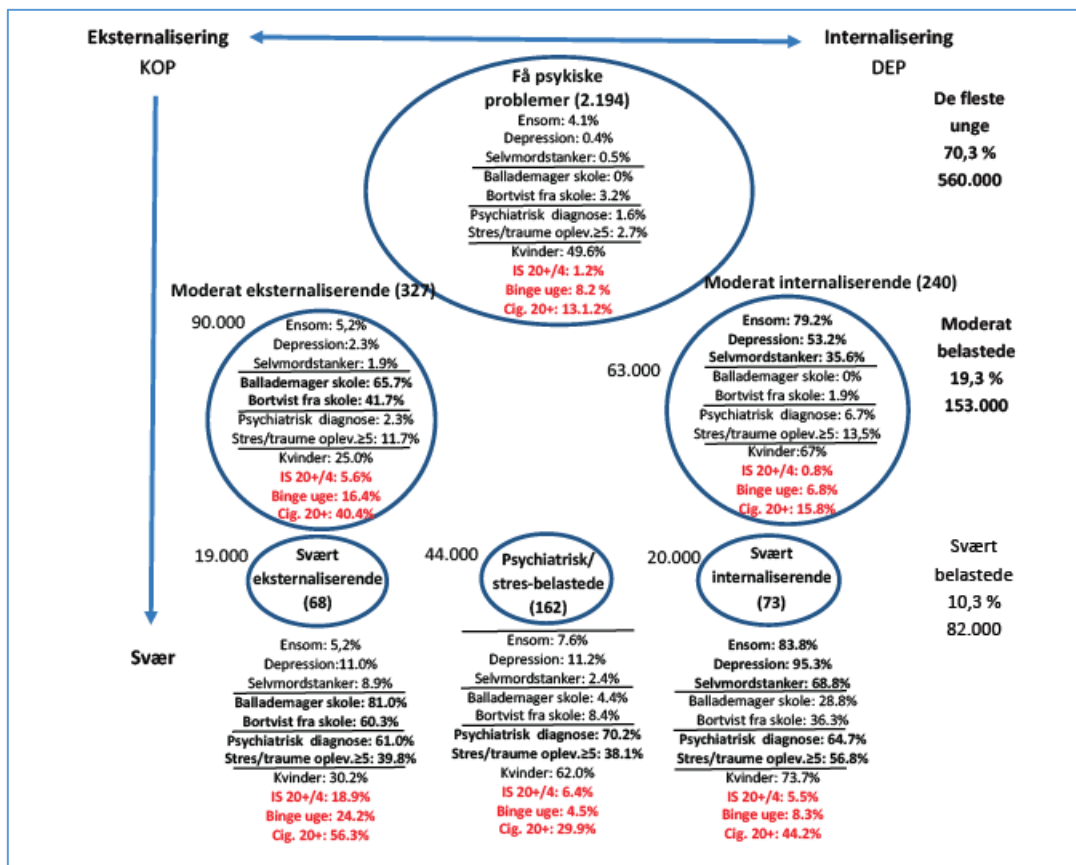 Eksternalisering
KOP
Internalisering
DEP
Få psykiske
problemer (2.194)
Ensom: 4.1%
Depression: 0.4%
Selvmordstanker: 0.5%
Ballademager skole: 0%
Bortvist fra skole: 3.2%
Psychiatrisk diagnose: 1.6%
Stres/traume oplev.≥5: 2.7%
Kvinder: 49.6%
IS 20+/4: 1.2%
Binge uge: 8.2 %
Cig. 20+: 13.1.2%
De fleste
unge
70,3 %
560.000
Moderat eksternaliserende (327)
90.000
Ensom: 5,2%
Depression:2.3%
Selvmordstanker: 1.9%
Ballademager skole: 65.7%
Bortvist fra skole: 41.7%
Psychiatrisk diagnose: 2.3%
Stres/traume oplev.≥5: 11.7%
Kvinder: 25.0%
IS 20+/4: 5.6%
Binge uge: 16.4%
Cig. 20+: 40.4%
Moderat internaliserende (240)
63.000
Ensom: 79.2%
Depression: 53.2%
Selvmordstanker: 35.6%
Ballademager skole: 0%
Bortvist fra skole: 1.9%
Psychiatrisk diagnose: 6.7%
Stres/traume oplev.≥5: 13,5%
Kvinder:67%
IS 20+/4: 0.8%
Binge uge: 6.8%
Cig. 20+: 15.8%
Moderat
belastede
19,3 %
153.000
19.000
Svært
eksternaliserende
(68)
44.000
Psychiatrisk/
stres-belastede
(162)
20.000
Svært
internaliserende
(73)
Svært
belastede
10,3 %
82.000
Svær
Ensom: 5,2%
Depression:11.0%
Selvmordstanker: 8.9%
Ballademager skole: 81.0%
Bortvist fra skole: 60.3%
Psychiatrisk diagnose: 61.0%
Stres/traume oplev.≥5: 39.8%
Kvinder: 30.2%
IS 20+/4: 18.9%
Binge uge: 24.2%
Cig. 20+: 56.3%
Ensom: 7.6%
Depression: 11.2%
Selvmordstanker: 2.4%
Ballademager skole: 4.4%
Bortvist fra skole: 8.4%
Psychiatrisk diagnose: 70.2%
Stres/traume oplev.≥5: 38.1%
Kvinder: 62.0%
IS 20+/4: 6.4%
Binge uge: 4.5%
Cig. 20+: 29.9%
Ensom: 83.8%
Depression: 95.3%
Selvmordstanker: 68.8%
Ballademager skole: 28.8%
Bortvist fra skole: 36.3%
Psychiatrisk diagnose: 64.7%
Stres/traume oplev.≥5: 56.8%
Kvinder: 73.7%
IS 20+/4: 5.5%
Binge uge: 8.3%
Cig. 20+: 44.2%